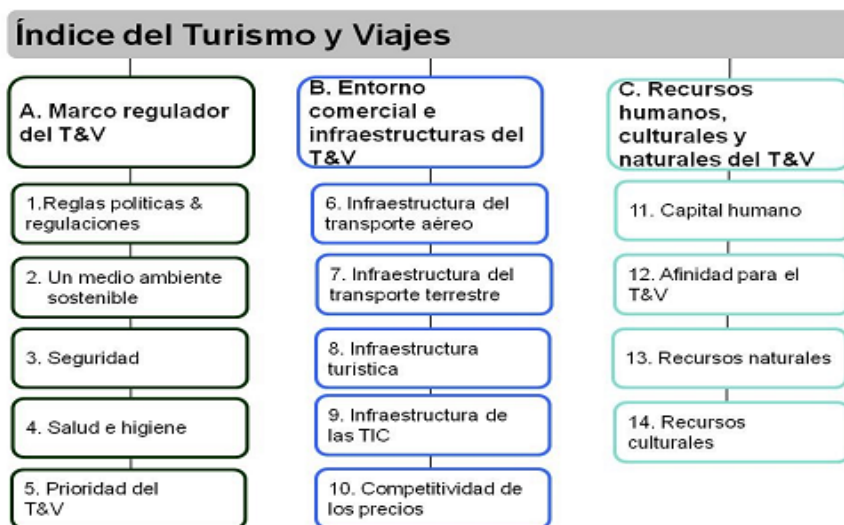 Índice del Turismo y Viajes
A. Marco regulador
del T&V
1.Reglas políticas &
regulaciones
2. Un medio ambiente
sostenible
3. Seguridad
4. Salud e higiene
5. Prioridad del
T&V
B. Entorno
comercial e
infraestructuras del
T&V
6. Infraestructura del
transporte aéreo
7. Infraestructura del
transporte terrestre
8. Infraestructura
turistica
9. Infraestructura de
las TIC
10. Competitividad de
los precios
C. Recursos
humanos,
culturales y
naturales del T&V
11. Capital humano
12. Afinidad para el
T&V
13. Recursos naturales
14. Recursos
culturales